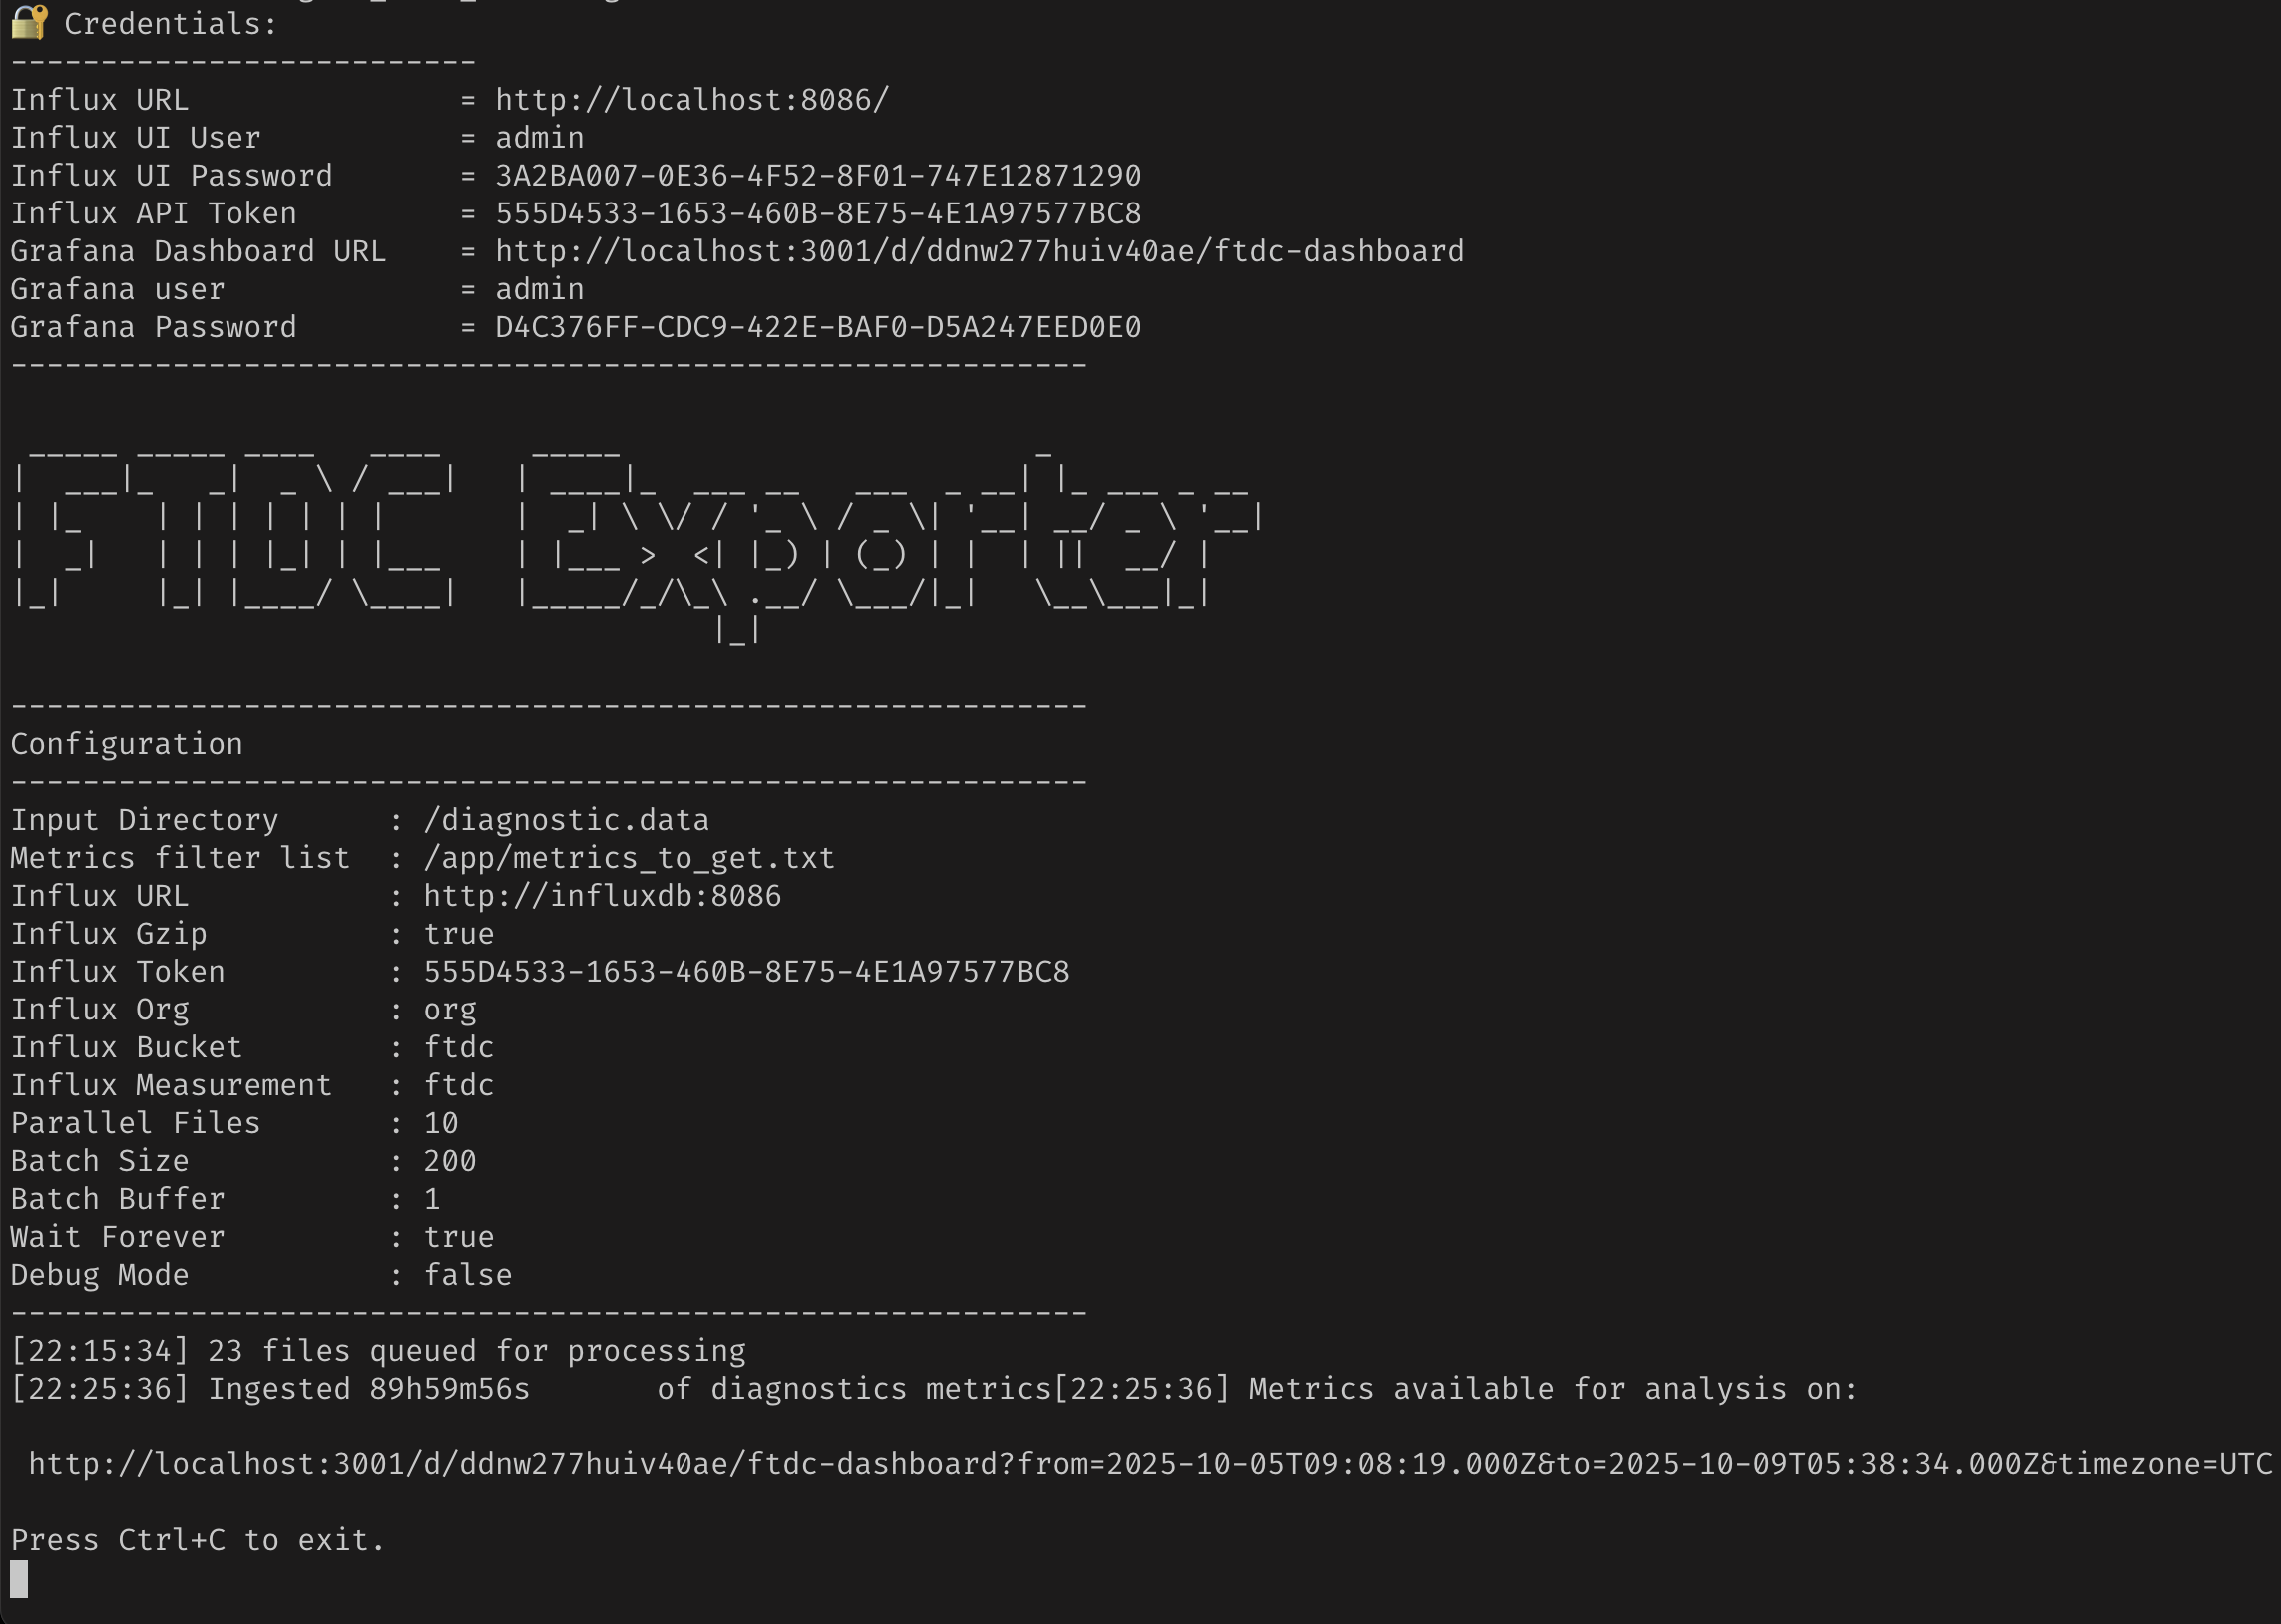 🔐 Credentials:
--------------------------
Influx URL               = http://localhost:8086/
Influx UI User           = admin
Influx UI Password       = 3A2BA007-0E36-4F52-8F01-747E12871290
Influx API Token         = 555D4533-1653-460B-8E75-4E1A97577BC8
Grafana Dashboard URL    = http://localhost:3001/d/ddnw277huiv40ae/ftdc-dashboard
Grafana user             = admin
Grafana Password         = D4C376FF-CDC9-422E-BAF0-D5A247EED0E0
------------------------------------------------------------
FTDC Exporter
------------------------------------------------------------
Configuration
------------------------------------------------------------
Input Directory      : /diagnostic.data
Metrics filter list  : /app/metrics_to_get.txt
Influx URL           : http://influxdb:8086
Influx Gzip          : true
Influx Token         : 555D4533-1653-460B-8E75-4E1A97577BC8
Influx Org           : org
Influx Bucket        : ftdc
Influx Measurement   : ftdc
Parallel Files       : 10
Batch Size           : 200
Batch Buffer         : 1
Wait Forever         : true
Debug Mode           : false
------------------------------------------------------------
[22:15:34] 23 files queued for processing
[22:25:36] Ingested 89h59m56s       of diagnostics metrics[22:25:36] Metrics available for analysis on:
http://localhost:3001/d/ddnw277huiv40ae/ftdc-dashboard?from=2025-10-05T09:08:19.000Z&to=2025-10-09T05:38:34.000Z&timezone=UTC
Press Ctrl+C to exit.